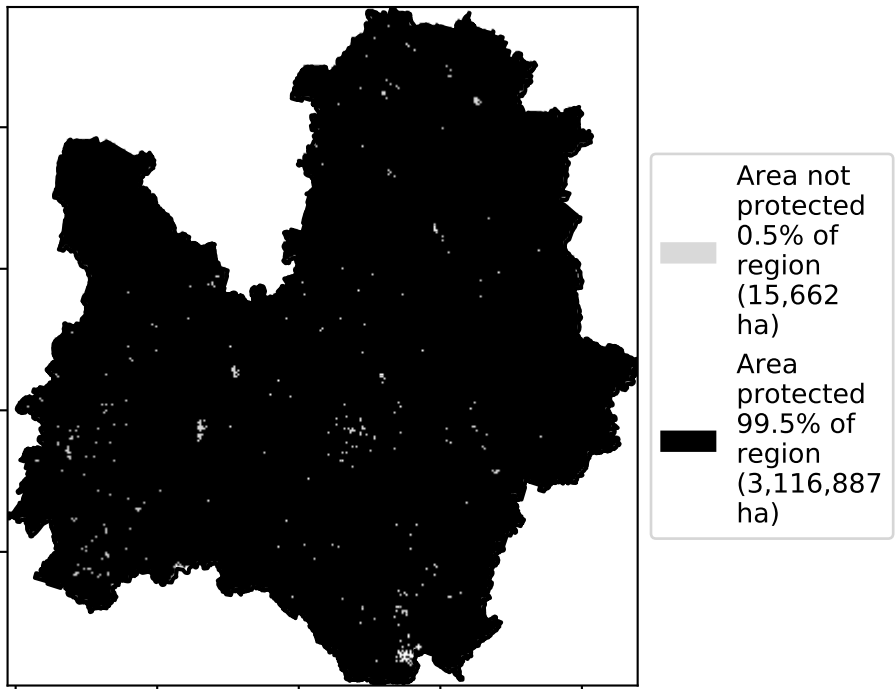 Area not
protected
0.5% of
region
(15,662
ha)
Area
protected
99.5% of
region
(3,116,887
ha)